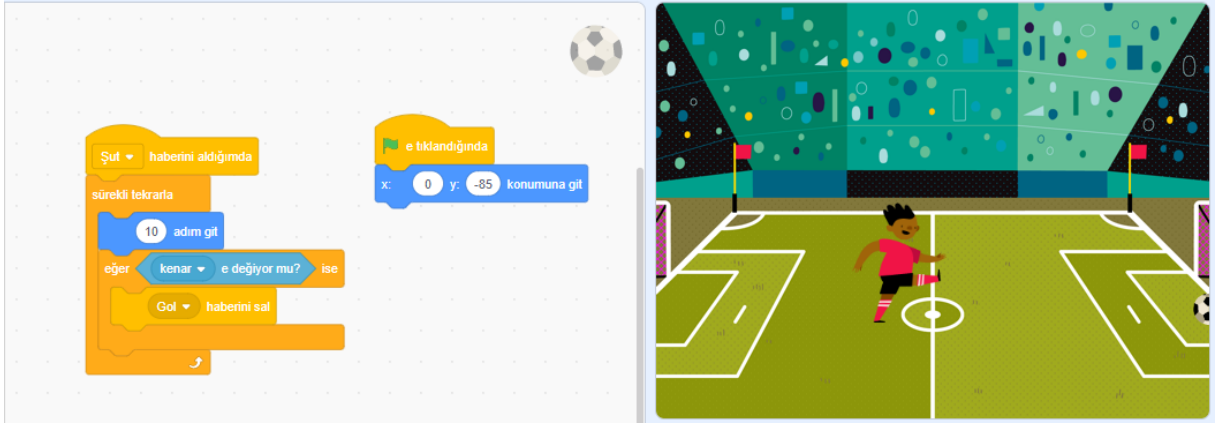 Şut haberini aldığımda
sürekli tekrarla
10 adım git
eğer kenar e değiyor mu? ise
Gol haberini sal
e tıklandığında
x: 0 y: -85 konumuna git